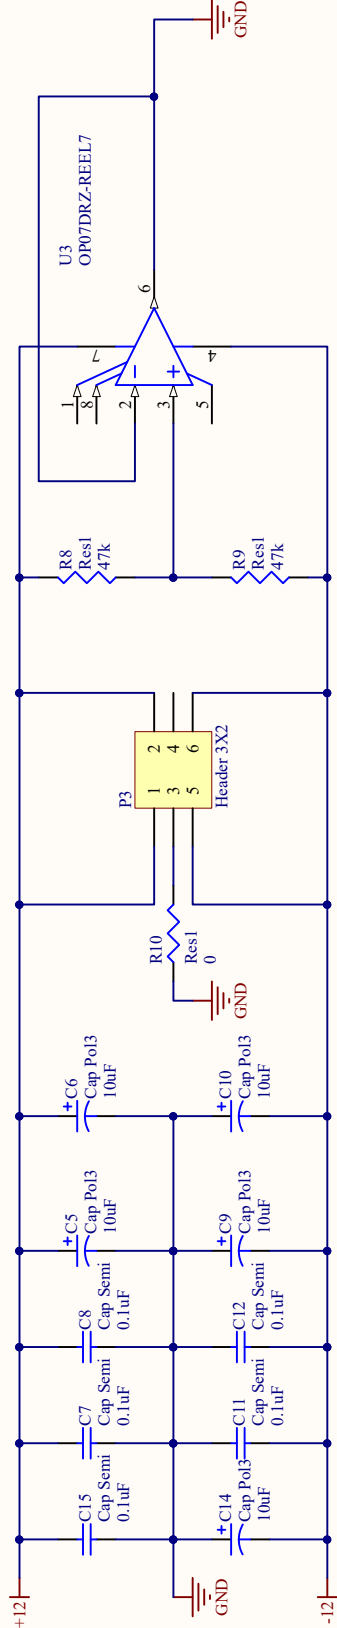 GND
U3
OP07DRZ-REEL7
6
7
4
1
8
2
3
5
R8
Res1
47k
R9
Res1
47k
P3
2
4
6
1
3
5
Header 3X2
R10
Res1
0
GND
+ C6
Cap Pol3
10uF
+ C10
Cap Pol3
10uF
+ C5
Cap Pol3
10uF
+ C9
Cap Pol3
10uF
C8
Cap Semi
0.1uF
C12
Cap Semi
0.1uF
C7
Cap Semi
0.1uF
C11
Cap Semi
0.1uF
C15
Cap Semi
0.1uF
+ C14
Cap Pol3
10uF
+12
GND
-12